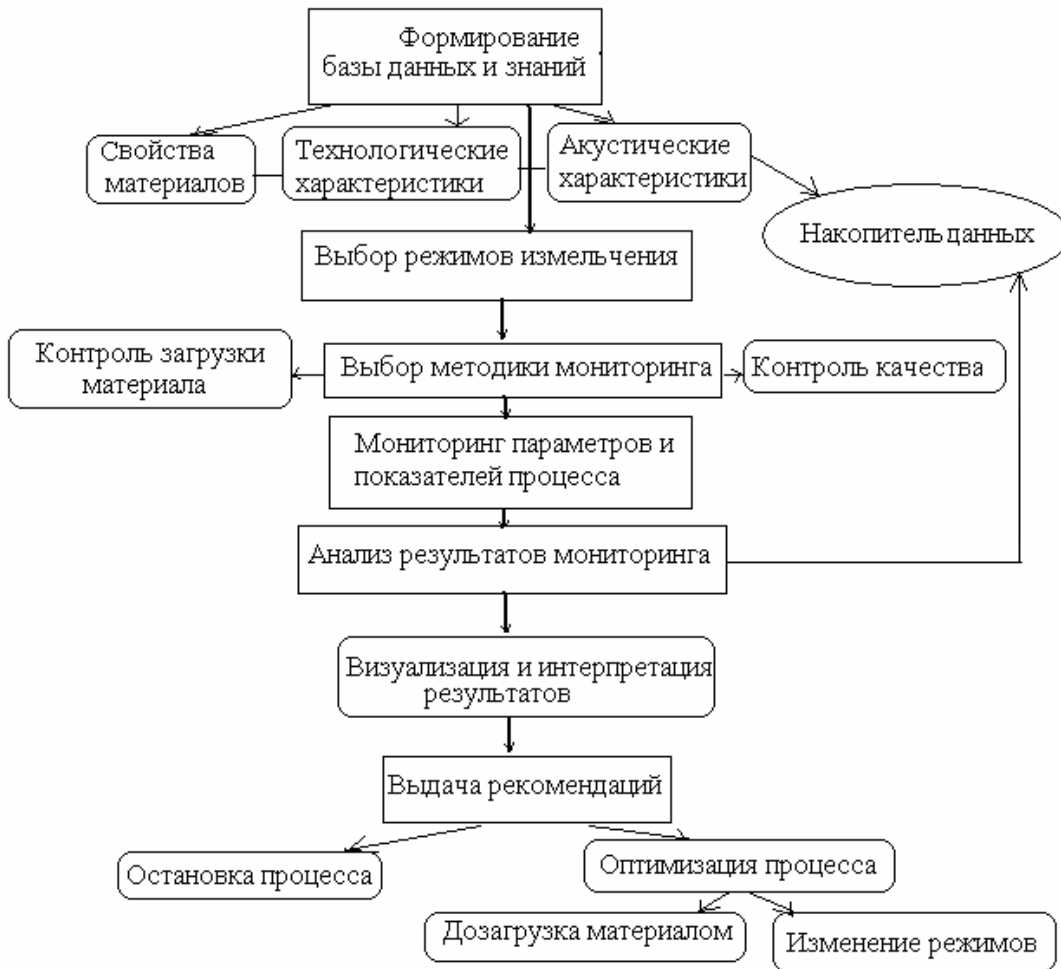 Формирование
базы данных и знаний
Свойства
материалов
Технологические
характеристики
Акустические
характеристики
Накопитель данных
Выбор режимов измельчения
Контроль загрузки
материала
Выбор методики мониторинга
Контроль качества
Мониторинг параметров и
показателей процесса
Анализ результатов мониторинга
Визуализация и интерпретация
результатов
Выдача рекомендаций
Остановка процесса
Оптимизация процесса
Дозагрузка материалом
Изменение режимов